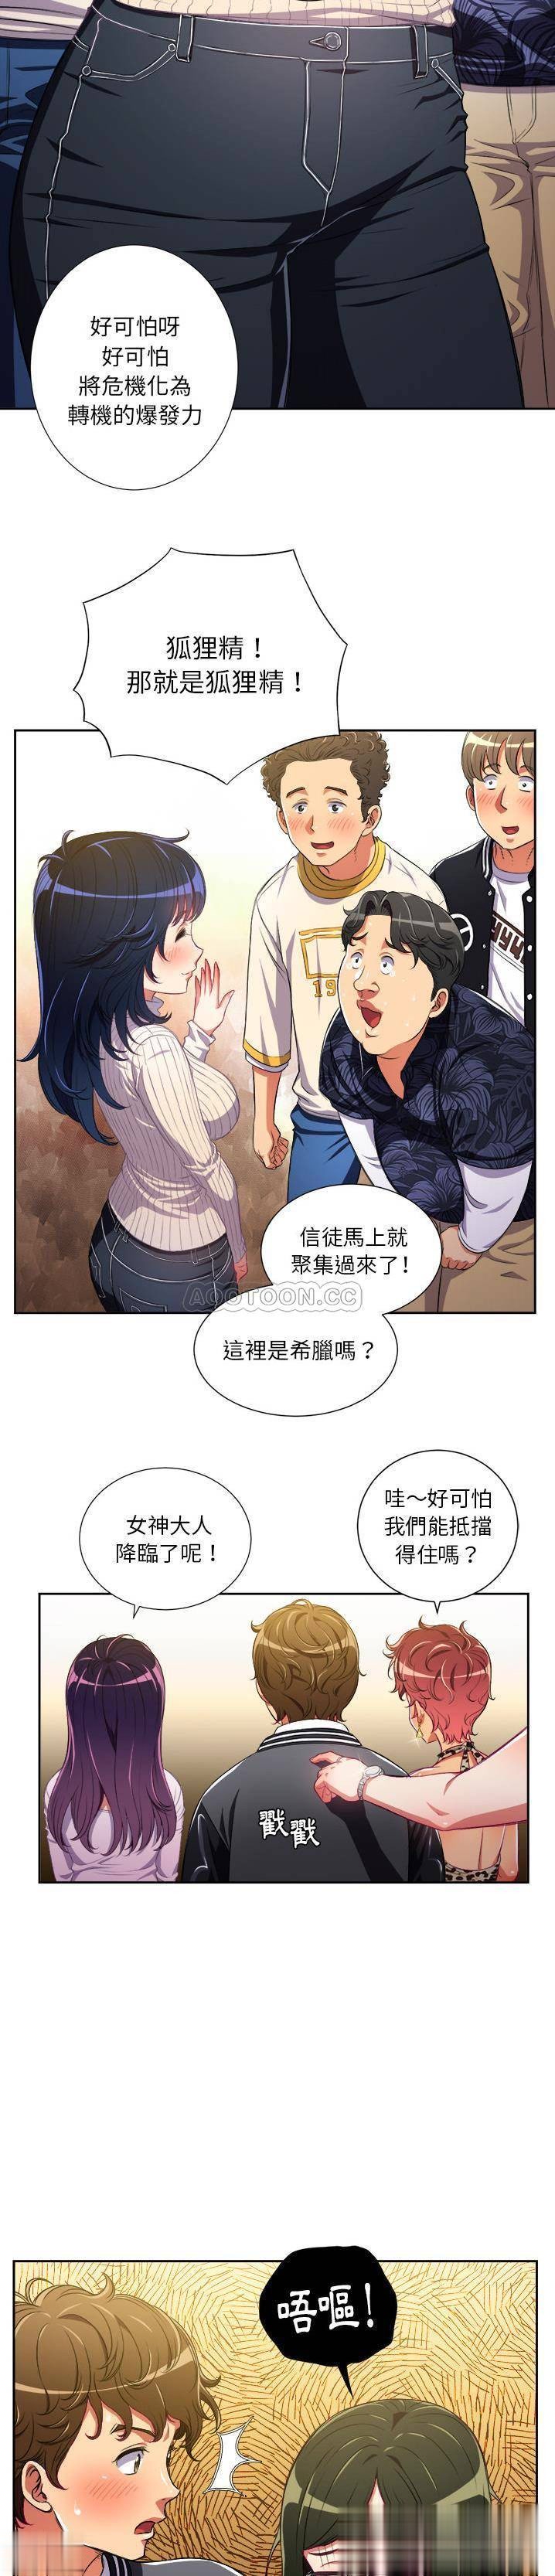 好可怕呀
好可怕
將危機化為
轉機的爆發力
狐狸精！
那就是狐狸精！
19
信徒馬上就
聚集過來了！
AQQTOON.CC
這裡是希臘嗎？
哇～好可怕
我們能抵擋
得住嗎？
女神大人
降臨了呢！
戳戳
唔嘔！